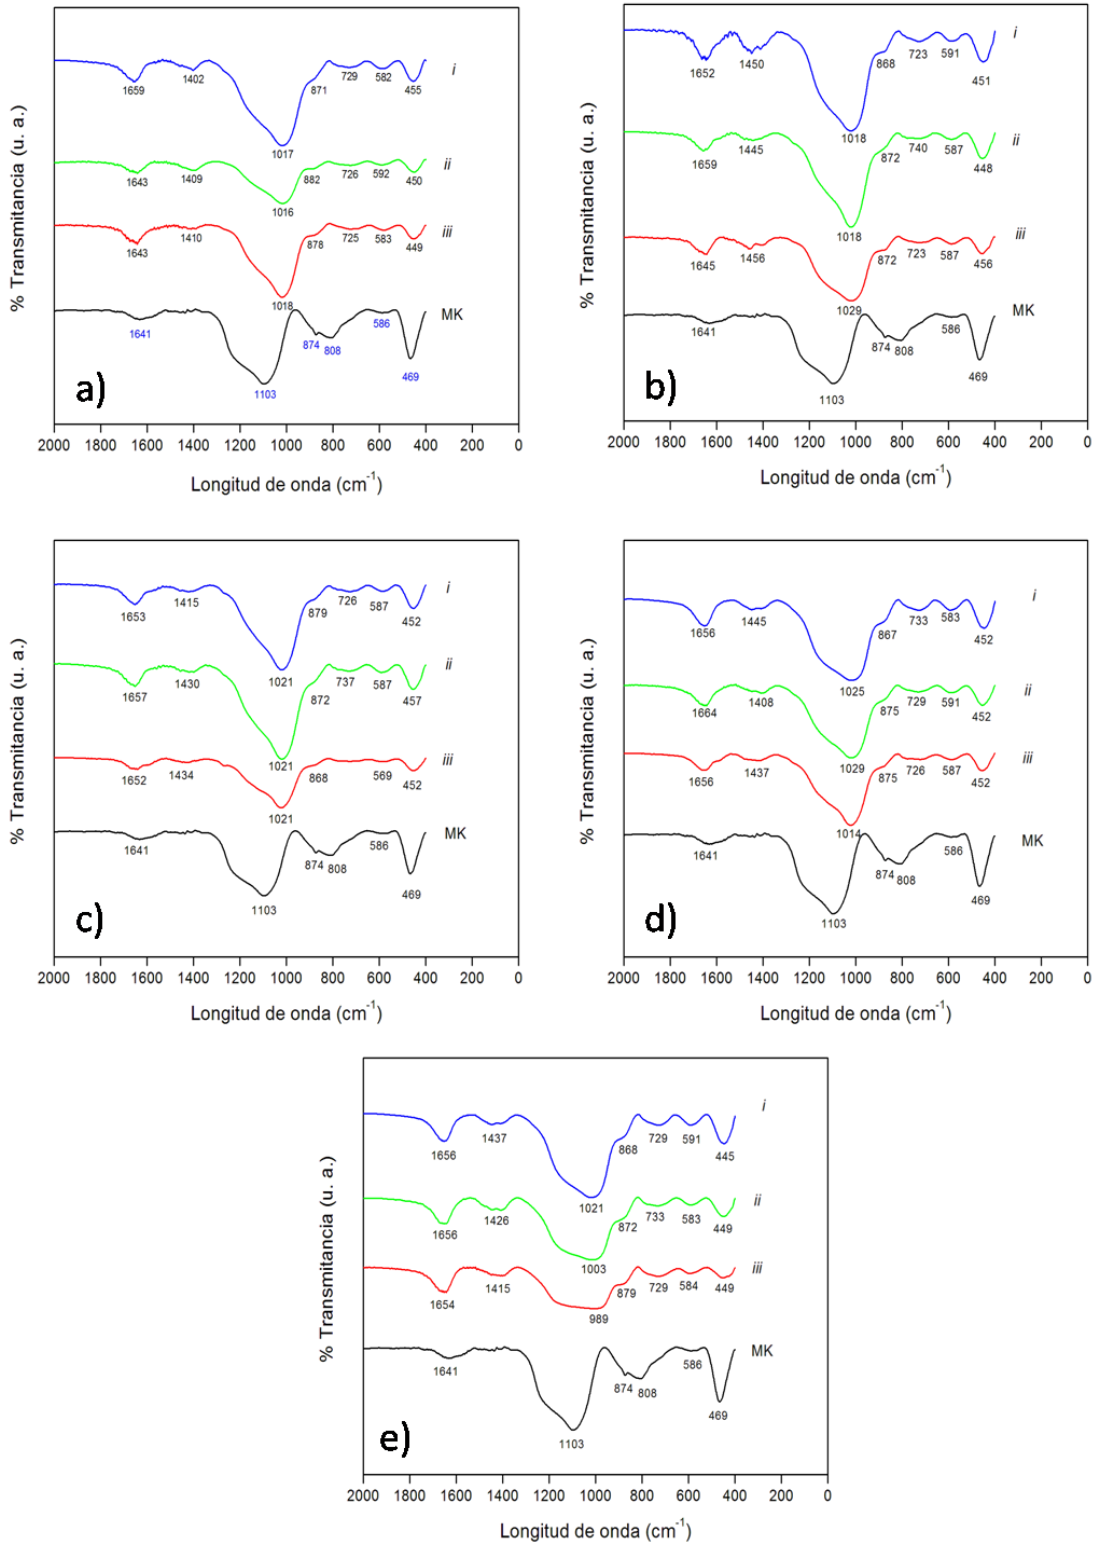 % Transmitancia (u. a.)
i
1659 1402 871 729 582 455
1017
ii
1643 1409 882 726 592 450
1016
iii
1643 1410 878 725 583 449
1018
MK
1641 874 808 586 469
1103
a)
2000 1800 1600 1400 1200 1000 800 600 400 200 0
Longitud de onda (cm-1)
% Transmitancia (u. a.)
i
1652 1450 868 723 591 451
1018
ii
1659 1445 872 740 587 448
1018
iii
1645 1456 872 723 587 456
1029
MK
1641 874 808 586 469
1103
b)
2000 1800 1600 1400 1200 1000 800 600 400 200 0
Longitud de onda (cm-1)
% Transmitancia (u. a.)
i
1653 1415 879 726 587 452
1021
ii
1657 1430 872 737 587 457
1021
iii
1652 1434 868 569 452
1021
MK
1641 874 808 586 469
1103
c)
2000 1800 1600 1400 1200 1000 800 600 400 200 0
Longitud de onda (cm-1)
% Transmitancia (u. a.)
i
1656 1445 867 733 583 452
1025
ii
1664 1408 875 729 591 452
1029
iii
1656 1437 875 726 587 452
1014
MK
1641 874 808 586 469
1103
d)
2000 1800 1600 1400 1200 1000 800 600 400 200 0
Longitud de onda (cm-1)
% Transmitancia (u. a.)
i
1656 1437 868 729 591 445
1021
ii
1656 1426 872 733 583 449
1003
iii
1654 1415 879 729 584 449
989
MK
1641 874 808 586 469
1103
e)
2000 1800 1600 1400 1200 1000 800 600 400 200 0
Longitud de onda (cm-1)